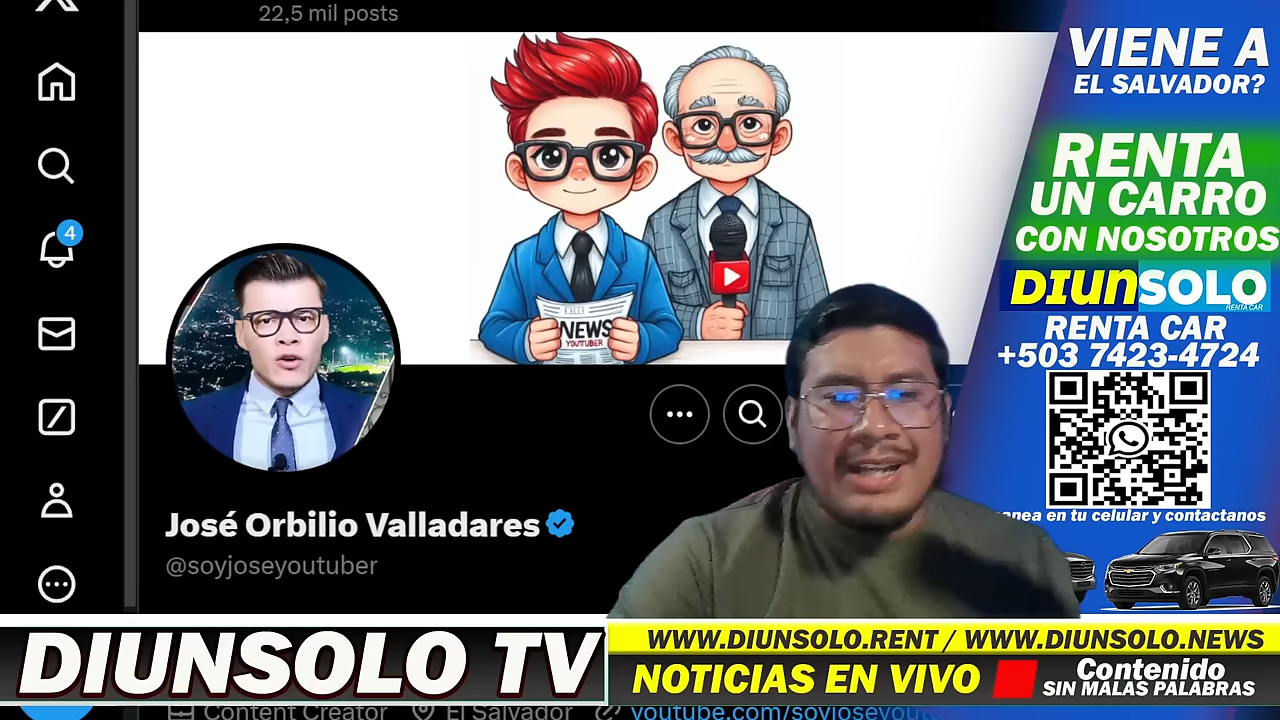 22,5 mil posts
4
NEWS
YOUTUBER
José Orbilio Valladares
@soyjoseyoutuber
VIENE A
EL SALVADOR?
RENTA
UN CARRO
CON NOSOTROS
DIUNSOLO
RENTA CAR
RENTA CAR
+503 7423-4724
en tu celular y contactanos
DIUNSOLO TV
WWW.DIUNSOLO.RENT / WWW.DIUNSOLO.NEWS
NOTICIAS EN VIVO
Contenido
SIN MALAS PALABRAS
Content Creator
El Salvador
youtube.com/soyjoseyout